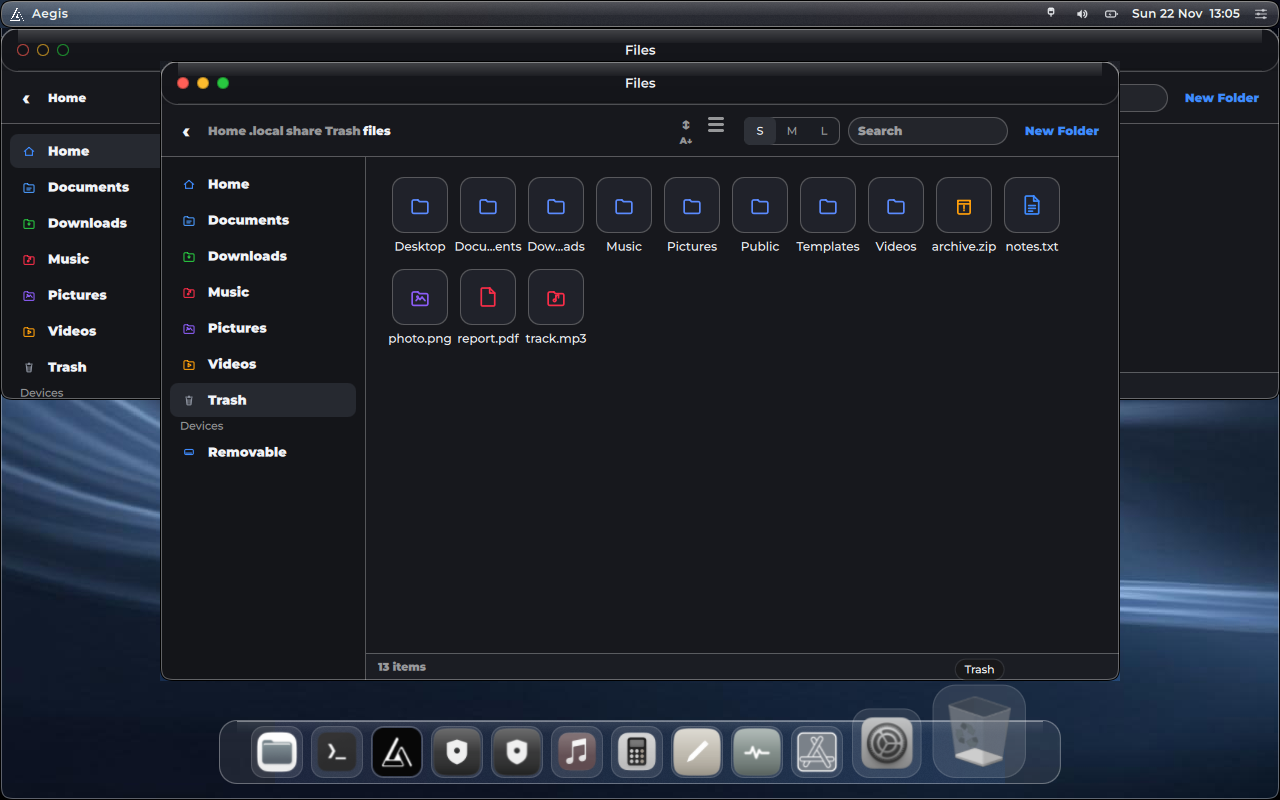 Aegis
Sun 22 Nov 13:05
Files
Home
New Folder
Home
Documents
Downloads
Music
Pictures
Videos
Trash
Devices
Files
Home .local share Trash files
A
S M L
Search
New Folder
Home
Documents
Downloads
Music
Pictures
Videos
Trash
Devices
Removable
Desktop Docu...ents Dow...ads Music Pictures Public Templates Videos archive.zip notes.txt
photo.png report.pdf track.mp3
13 items
Trash